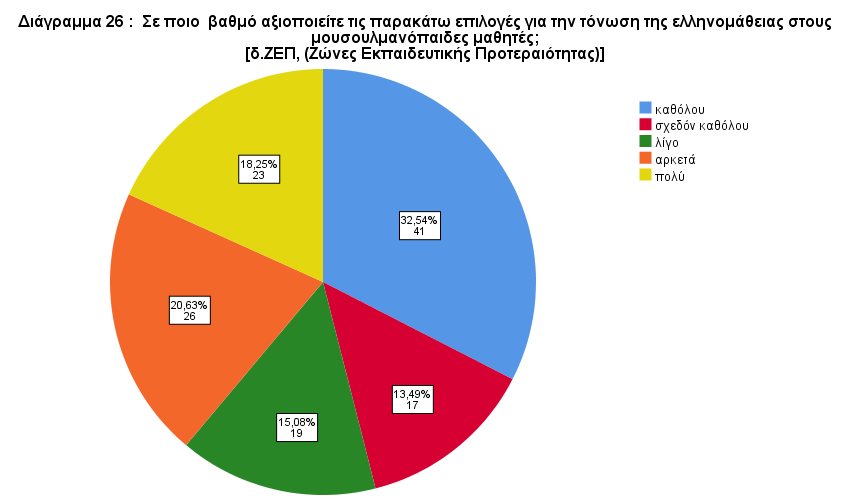 Διάγραμμα 26 : Σε ποιο βαθμό αξιοποιείτε τις παρακάτω επιλογές για την τόνωση της ελληνομάθειας στους
μουσουλμανόπαιδες μαθητές;
[δ.ΖΕΠ, (Ζώνες Εκπαιδευτικής Προτεραιότητας)]
καθόλου
σχεδόν καθόλου
λίγο
αρκετά
πολύ
18,25%
23
32,54%
41
20,63%
26
13,49%
17
15,08%
19